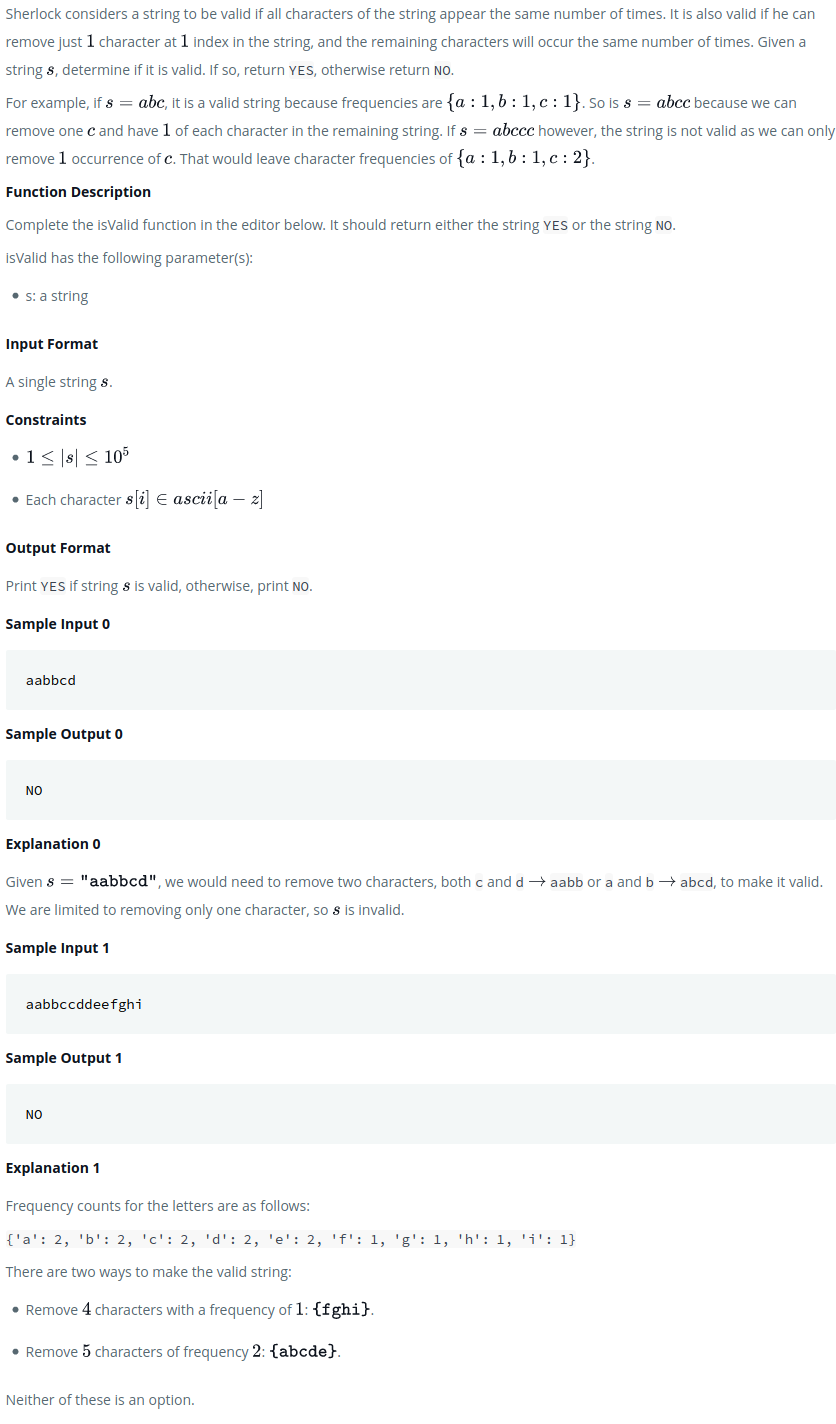 Sherlock considers a string to be valid if all characters of the string appear the same number of times. It is also valid if he can
remove just 1 character at 1 index in the string, and the remaining characters will occur the same number of times. Given a
string s, determine if it is valid. If so, return YES, otherwise return NO.
For example, if s = abc, it is a valid string because frequencies are {a : 1, b : 1, c : 1}. So is s = abcc because we can
remove one c and have 1 of each character in the remaining string. If s = abccc however, the string is not valid as we can only
remove 1 occurrence of c. That would leave character frequencies of {a : 1, b : 1, c : 2}.
Function Description
Complete the isValid function in the editor below. It should return either the string YES or the string NO.
isValid has the following parameter(s):
• s: a string
Input Format
A single string s.
Constraints
• 1 ≤ |s| ≤ 10⁵
• Each character s[i] ∈ ascii[a − z]
Output Format
Print YES if string s is valid, otherwise, print NO.
Sample Input 0
aabbcd
Sample Output 0
NO
Explanation 0
Given s = "aabbcd", we would need to remove two characters, both c and d → aabb or a and b → abcd, to make it valid.
We are limited to removing only one character, so s is invalid.
Sample Input 1
aabbccddeefghi
Sample Output 1
NO
Explanation 1
Frequency counts for the letters are as follows:
{'a': 2, 'b': 2, 'c': 2, 'd': 2, 'e': 2, 'f': 1, 'g': 1, 'h': 1, 'i': 1}
There are two ways to make the valid string:
• Remove 4 characters with a frequency of 1: {fghi}.
• Remove 5 characters of frequency 2: {abcde}.
Neither of these is an option.